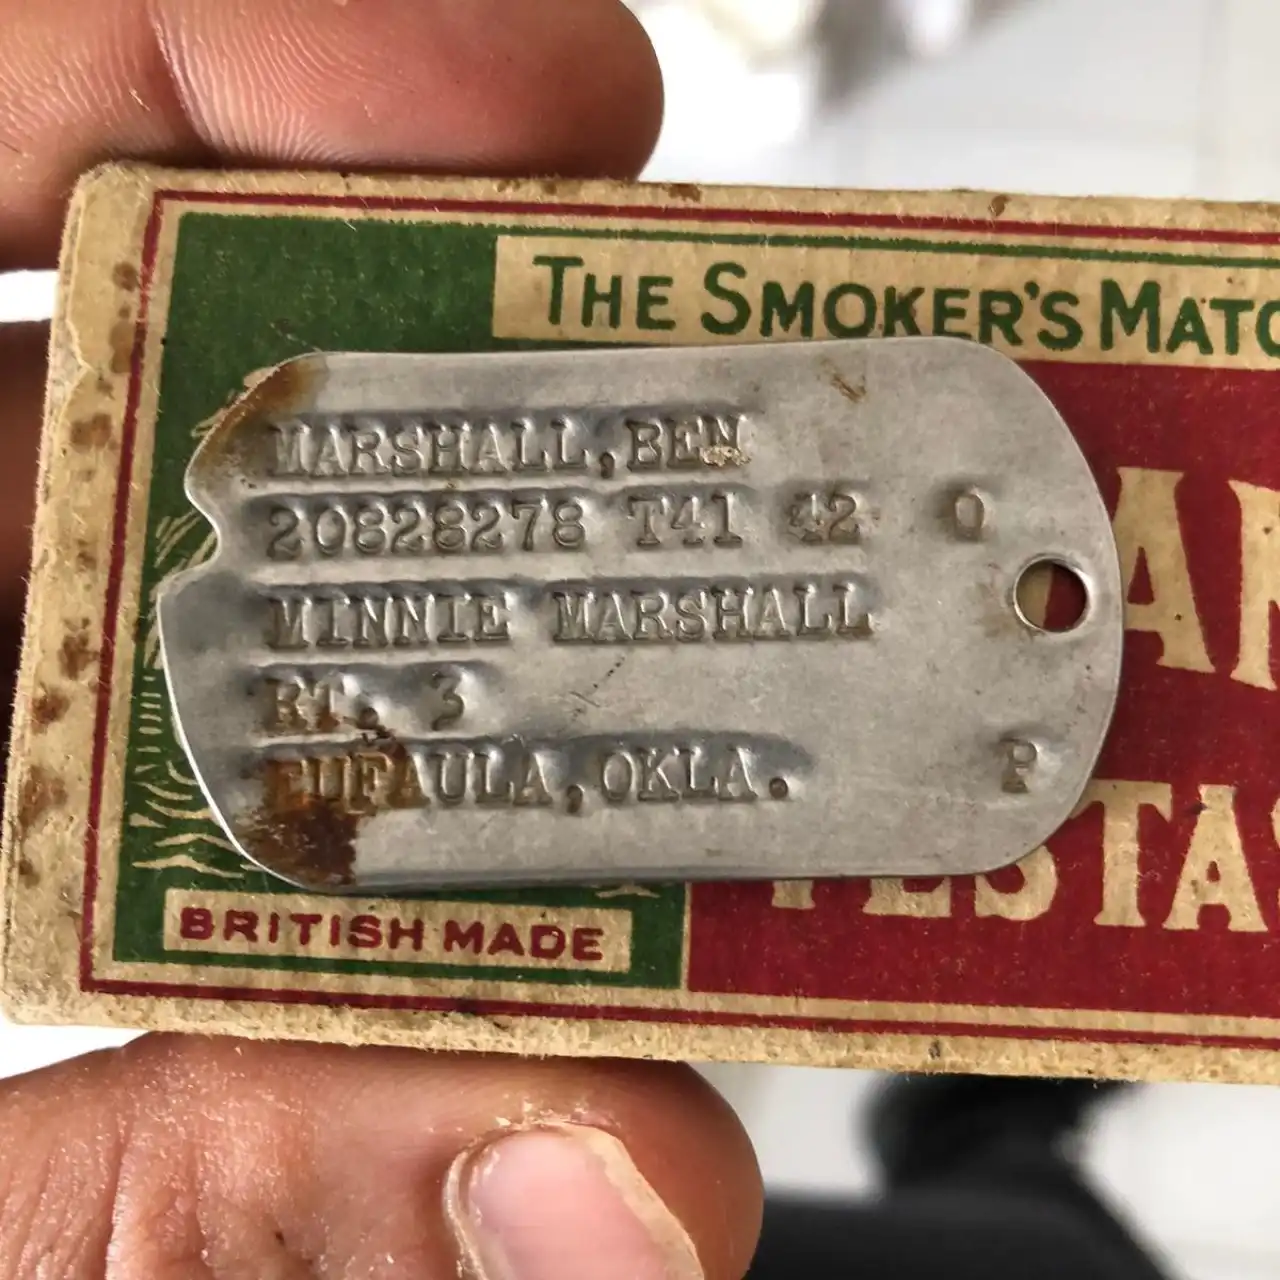 THE SMOKER'S MATC
MARSHALL, BEN
20828278 T41 42 O
MINNIE MARSHALL
RT. 3
EUFAULA, OKLA. P
BRITISH MADE